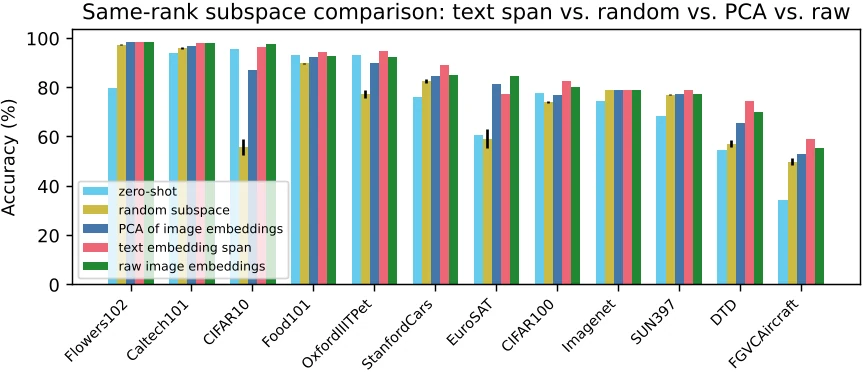 Same-rank subspace comparison: text span vs. random vs. PCA vs. raw
Accuracy (%)
100
80
60
40
20
0
zero-shot
random subspace
PCA of image embeddings
text embedding span
raw image embeddings
Flowers102
Caltech101
CIFAR10
Food101
OxfordIIITPet
StanfordCars
EuroSAT
CIFAR100
Imagenet
SUN397
DTD
FGVCAircraft